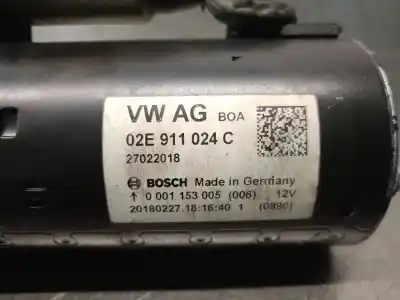 VW AG BOA
02E 911 024 C
27022018
BOSCH Made in Germany
↑ 0 001 153 005 (006) 12V
20180227.18:16:40 1 (0890)